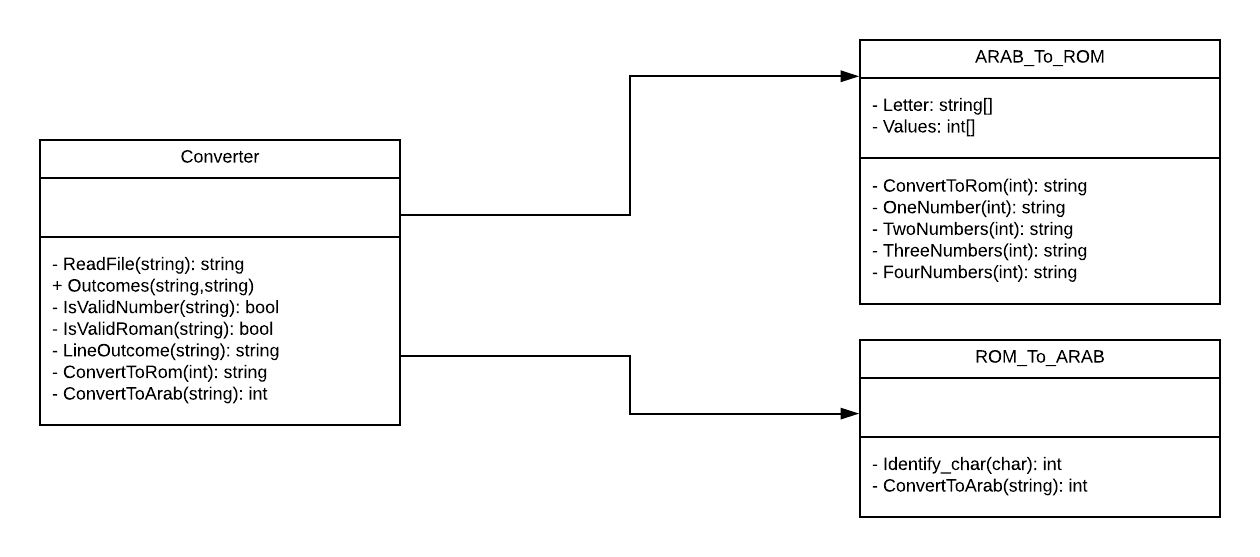 Converter
- ReadFile(string): string
+ Outcomes(string,string)
- IsValidNumber(string): bool
- IsValidRoman(string): bool
- LineOutcome(string): string
- ConvertToRom(int): string
- ConvertToArab(string): int
ARAB_To_ROM
- Letter: string[]
- Values: int[]
- ConvertToRom(int): string
- OneNumber(int): string
- TwoNumbers(int): string
- ThreeNumbers(int): string
- FourNumbers(int): string
ROM_To_ARAB
- Identify_char(char): int
- ConvertToArab(string): int